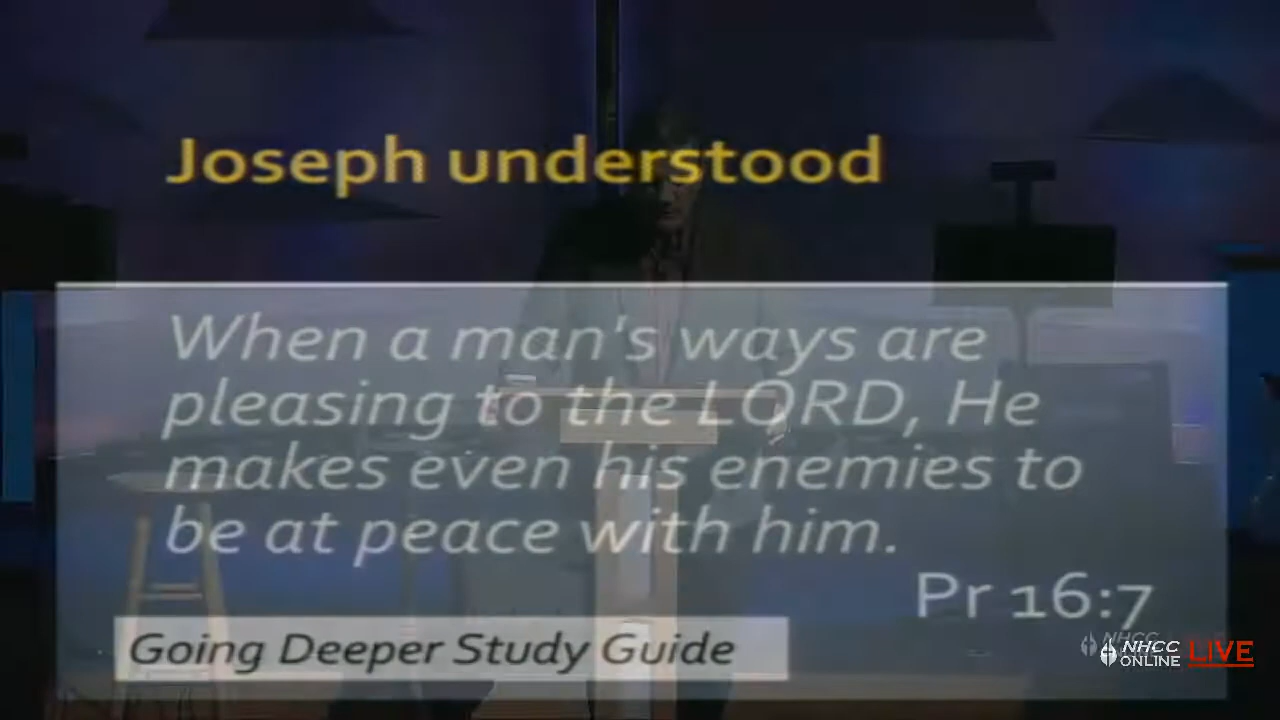 Joseph understood
When a man's ways are
pleasing to the LORD, He
makes even his enemies to
be at peace with him.
Pr 16:7
Going Deeper Study Guide
NHCC
NHCC
ONLINE LIVE